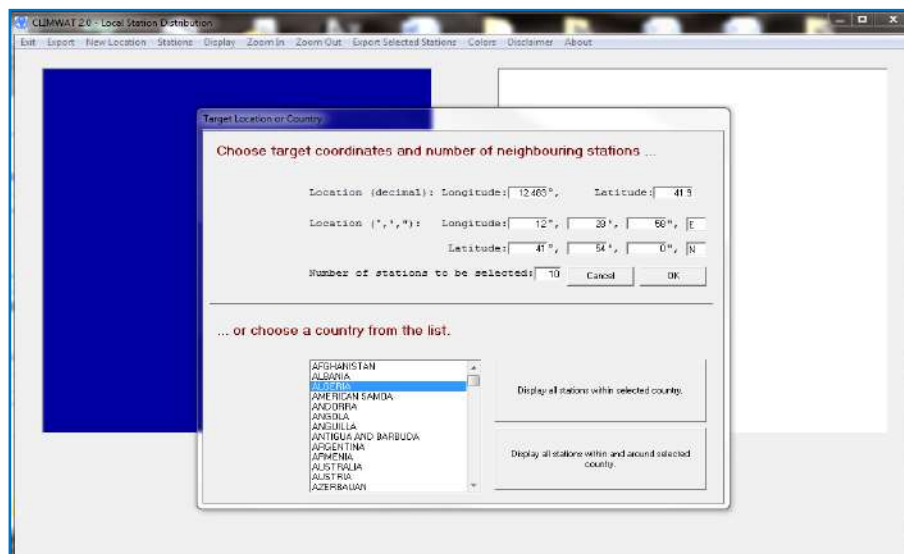 CLIMWAT 2.0 - Local Station Distribution
Exit Export New Location Stations Display Zoom In Zoom Out Export Selected Stations Colors Disclaimer About
Target Location or Country
Choose target coordinates and number of neighbouring stations ...
Location (decimal): Longitude: 12.483°, Latitude: 41.9
Location (°,',"): Longitude: 12°, 58", E
Latitude: 41°, 54', 0", N
Number of stations to be selected: 10 Cancel OK
... or choose a country from the list.
AFGHANISTAN
ALBANIA
ALGERIA
AMERICAN SAMOA
ANDORRA
ANGOLA
ANGUILLA
ANTIGUA AND BARBUDA
ARGENTINA
ARMENIA
AUSTRALIA
AUSTRIA
AZERBAIJAN
Display all stations within selected country.
Display all stations within and around selected
country.